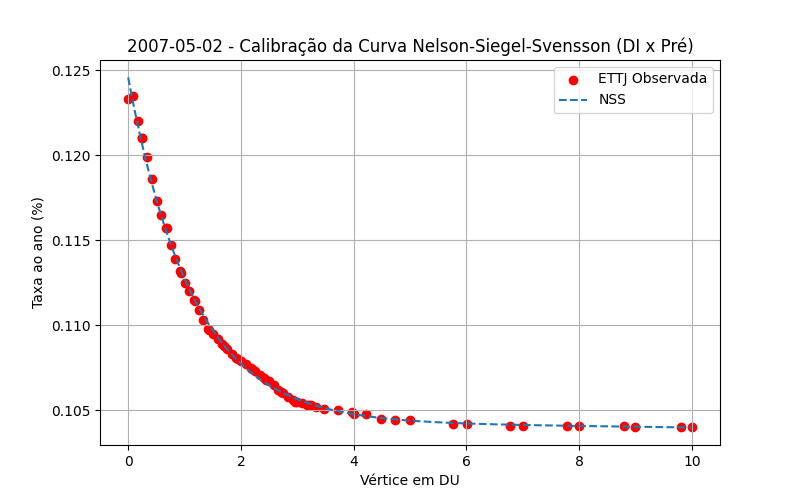 2007-05-02 - Calibração da Curva Nelson-Siegel-Svensson (DI x Pré)
ETTJ Observada
NSS
Taxa ao ano (%)
0.125
0.120
0.115
0.110
0.105
0 2 4 6 8 10
Vértice em DU